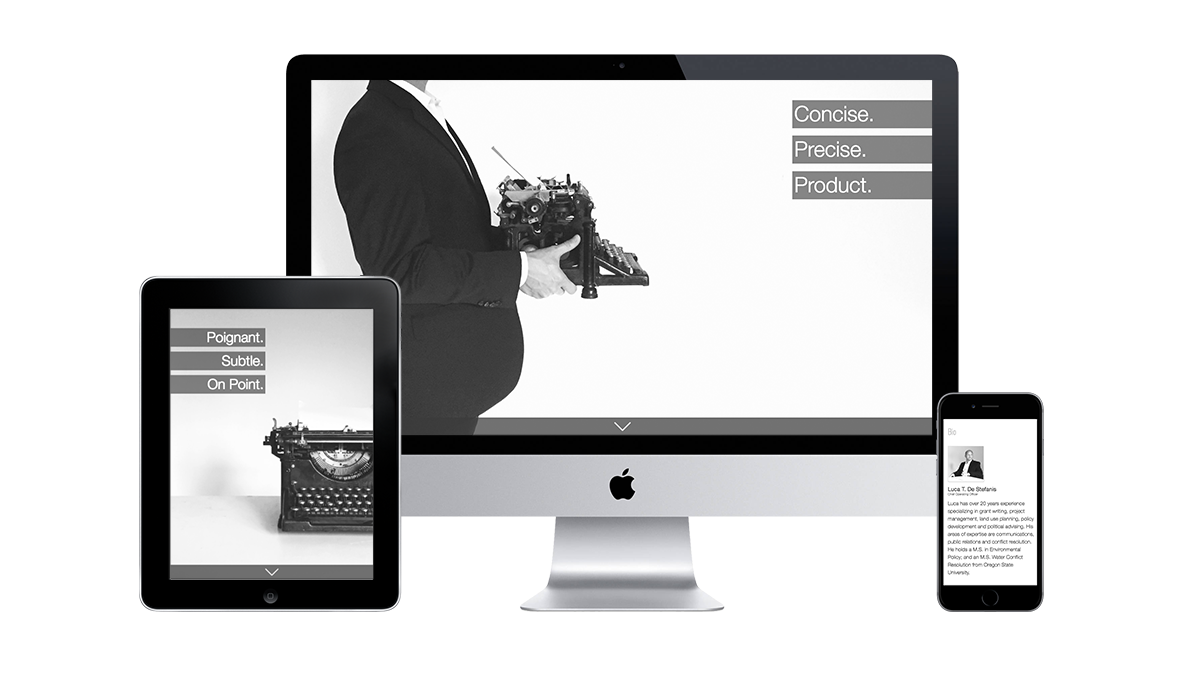 Concise.
Precise.
Product.
Poignant.
Subtle.
On Point.
Bio
Luca T. De Stefanis
Chief Operating Officer
Luca has over 20 years experience
specializing in grant writing, project
management, land use planning, policy
development and political advising. His
areas of expertise are communications,
public relations and conflict resolution.
He holds a M.S. in Environmental
Policy; and an M.S. Water Conflict
Resolution from Oregon State
University.